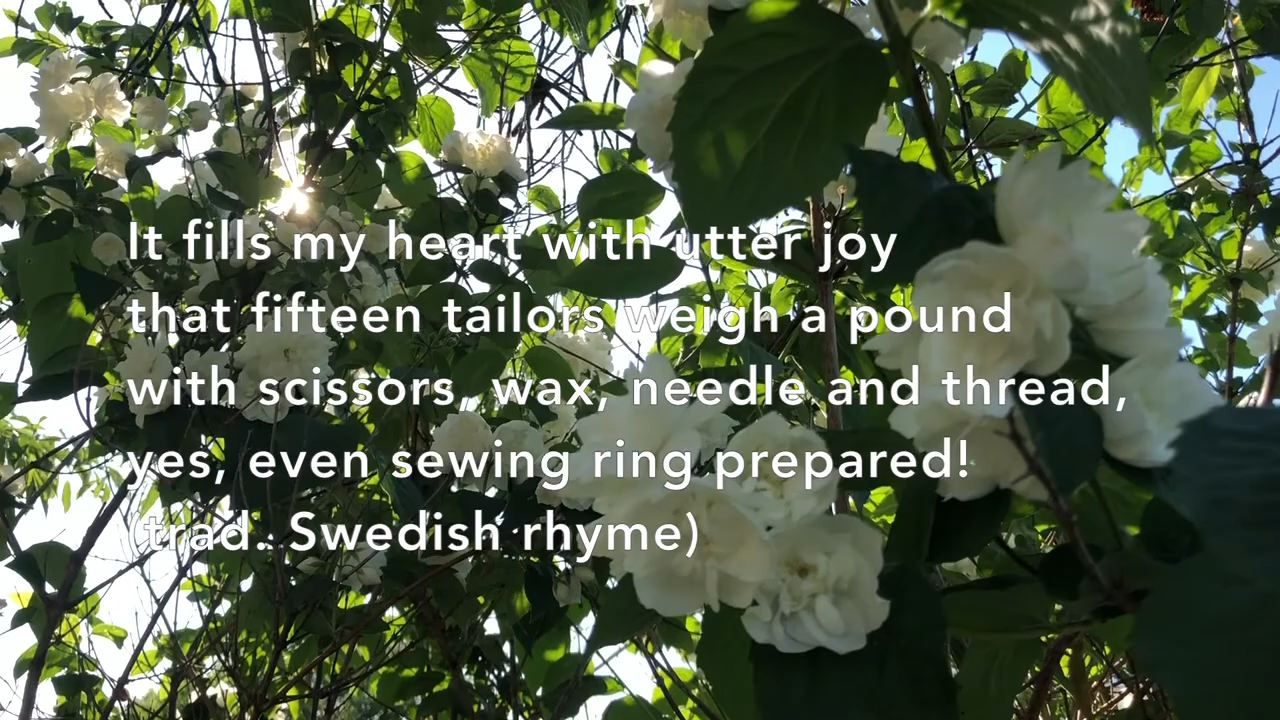 It fills my heart with utter joy
that fifteen tailors weigh a pound
with scissors, wax, needle and thread,
yes, even sewing ring prepared!
(trad. Swedish rhyme)